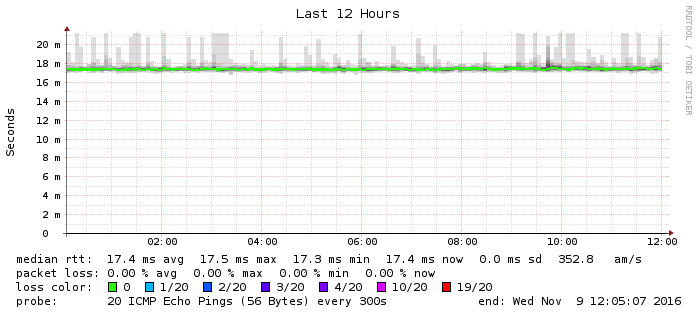 Last 12 Hours
RRDTOOL / TOBI OETIKER
Seconds
20 m
18 m
16 m
14 m
12 m
10 m
8 m
6 m
4 m
2 m
0
02:00 04:00 06:00 08:00 10:00 12:00
median rtt: 17.4 ms avg 17.5 ms max 17.3 ms min 17.4 ms now 0.0 ms sd 352.8 am/s
packet loss: 0.00 % avg 0.00 % max 0.00 % min 0.00 % now
loss color: 0 1/20 2/20 3/20 4/20 10/20 19/20
probe: 20 ICMP Echo Pings (56 Bytes) every 300s end: Wed Nov 9 12:05:07 2016